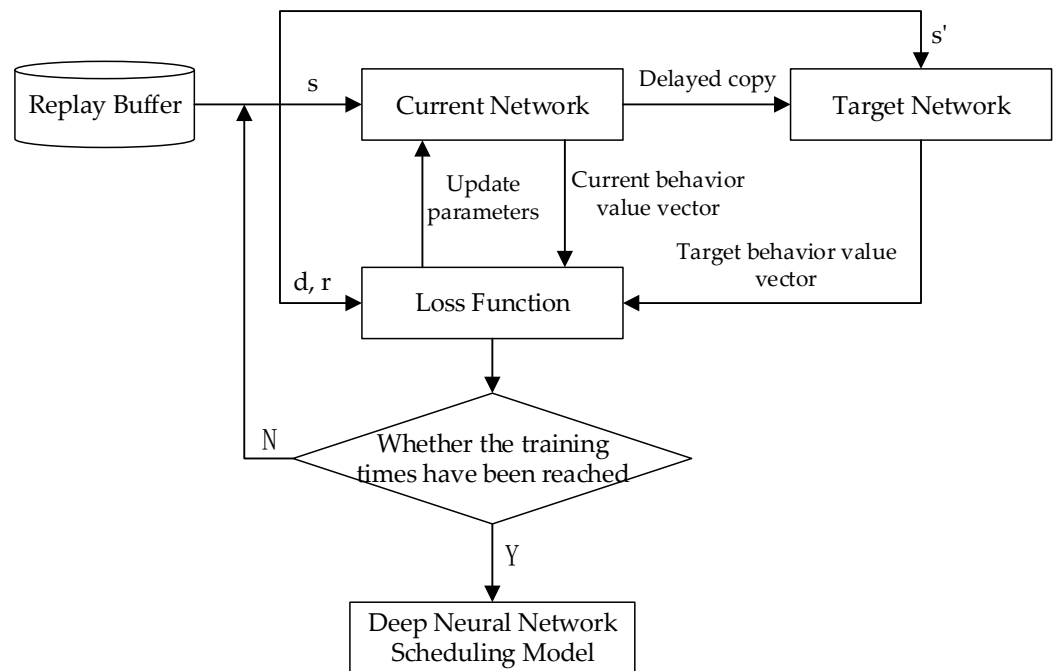 s'
Replay Buffer
s
Current Network
Delayed copy
Target Network
Update
parameters
Current behavior
value vector
Target behavior value
vector
d, r
Loss Function
N
Whether the training
times have been reached
Y
Deep Neural Network
Scheduling Model